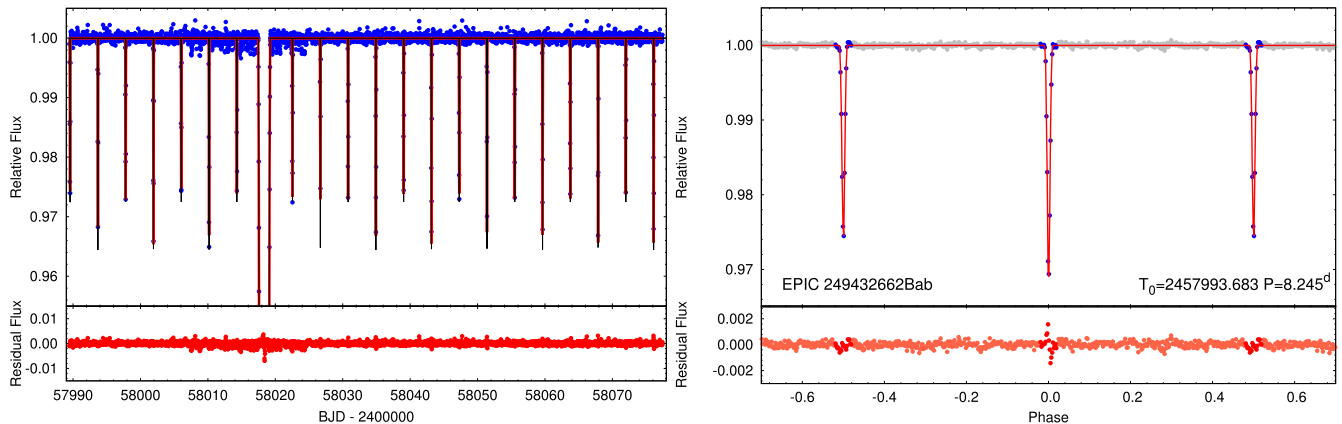 Relative Flux
1.00
0.99
0.98
0.97
0.96
Residual Flux
0.01
0.00
-0.01
57990 58000 58010 58020 58030 58040 58050 58060 58070
BJD - 2400000
Relative Flux
1.00
0.99
0.98
0.97
EPIC 249432662Bab T0=2457993.683 P=8.245d
Residual Flux
0.002
0.000
-0.002
-0.6 -0.4 -0.2 0.0 0.2 0.4 0.6
Phase